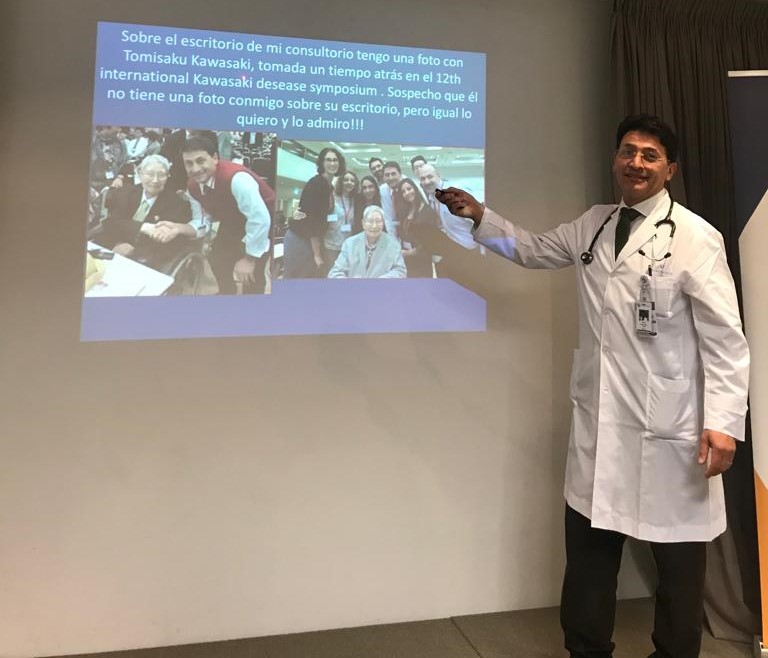 Sobre el escritorio de mi consultorio tengo una foto con
Tomisaku Kawasaki, tomada un tiempo atrás en el 12th
international Kawasaki desease symposium . Sospecho que él
no tiene una foto conmigo sobre su escritorio, pero igual lo
quiero y lo admiro!!!